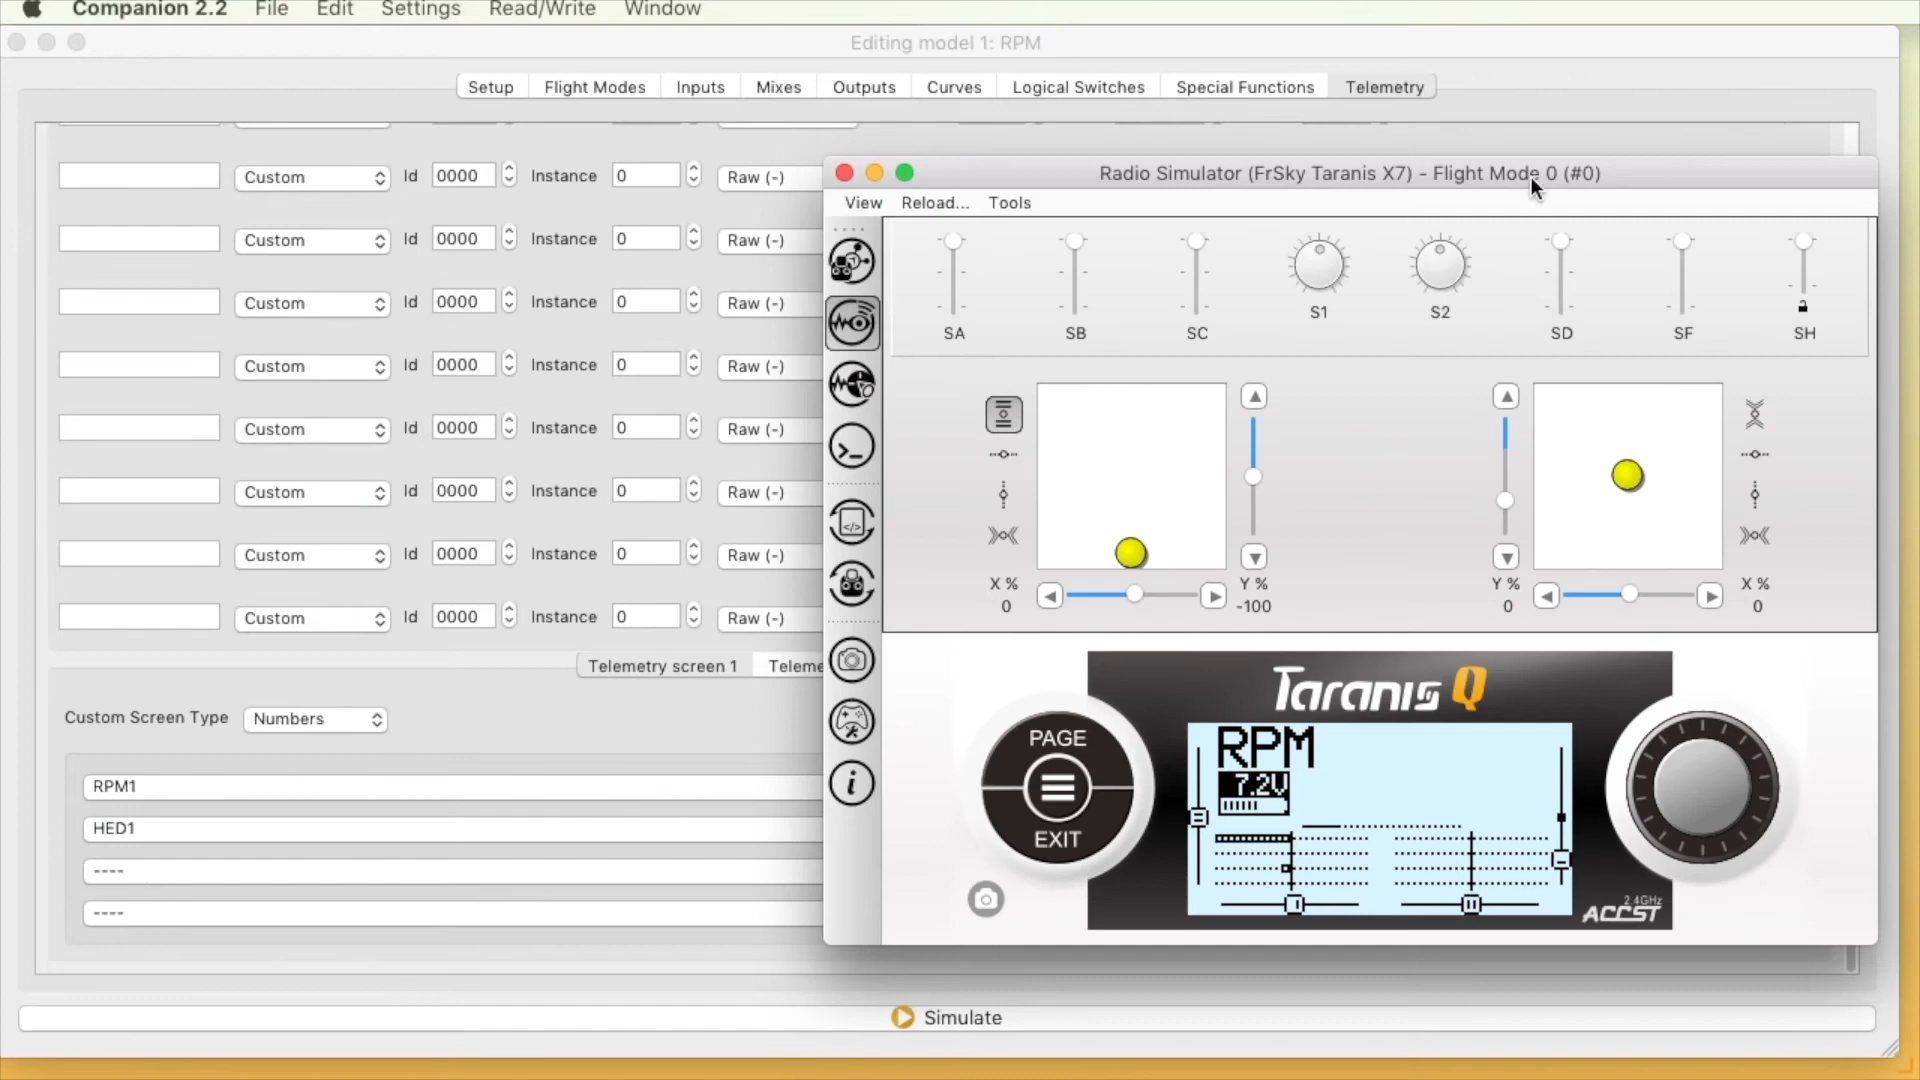 Companion 2.2 File Edit Settings Read/Write Window
Editing model 1: RPM
Setup Flight Modes Inputs Mixes Outputs Curves Logical Switches Special Functions Telemetry
Custom Id 0000 Instance 0 Raw (-)
Radio Simulator (FrSky Taranis X7) - Flight Mode 0 (#0)
View Reload... Tools
Custom Id 0000 Instance 0 Raw (-)
Custom Id 0000 Instance 0 Raw (-)
S1 S2
SA SB SC SD SF SH
Custom Id 0000 Instance 0 Raw (-)
Custom Id 0000 Instance 0 Raw (-)
Custom Id 0000 Instance 0 Raw (-)
Custom Id 0000 Instance 0 Raw (-)
X % Y % Y % X %
0 -100 0 0
Custom Id 0000 Instance 0 Raw (-)
Telemetry screen 1 Teleme
Taranis Q
Custom Screen Type Numbers
PAGE
RPM
7.2V
EXIT
RPM1
HED1
----
----
2.4GHz
ACCST
Simulate